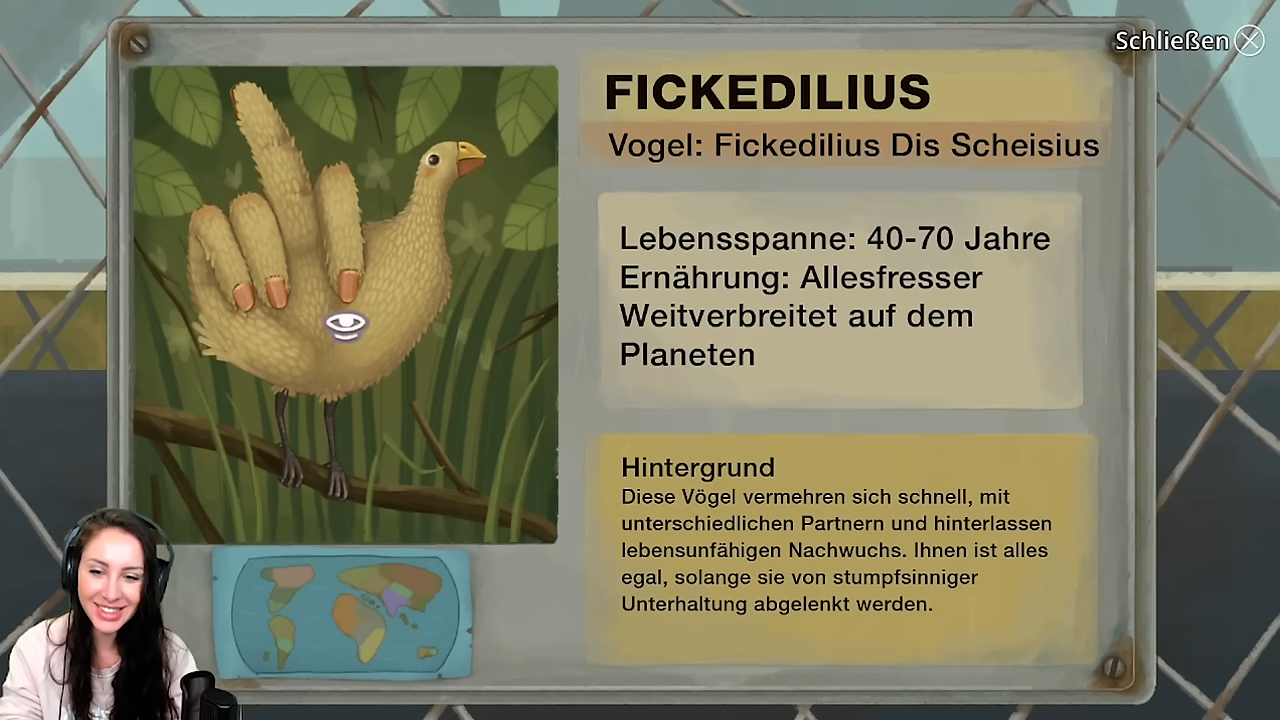 Schließen
FICKEDILIUS
Vogel: Fickedilius Dis Scheisius
Lebensspanne: 40-70 Jahre
Ernährung: Allesfresser
Weitverbreitet auf dem
Planeten
Hintergrund
Diese Vögel vermehren sich schnell, mit
unterschiedlichen Partnern und hinterlassen
lebensunfähigen Nachwuchs. Ihnen ist alles
egal, solange sie von stumpfsinniger
Unterhaltung abgelenkt werden.